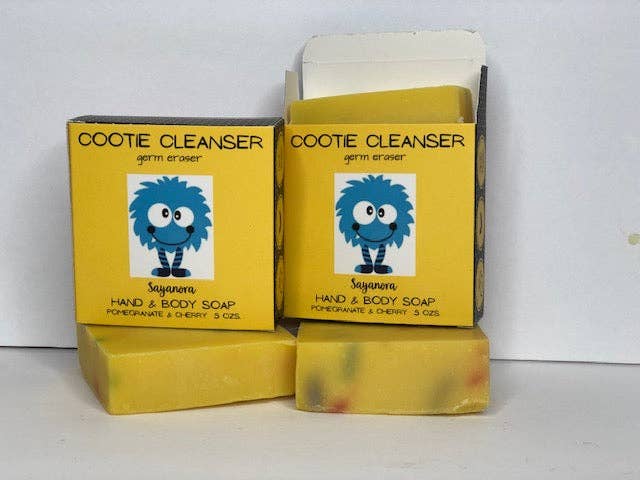 COOTIE CLEANSER
germ eraser
Sayanora
HAND & BODY SOAP
POMEGRANATE & CHERRY 5 OZS.
COOTIE CLEANSER
germ eraser
Sayanora
HAND & BODY SOAP
POMEGRANATE & CHERRY 5 OZS.